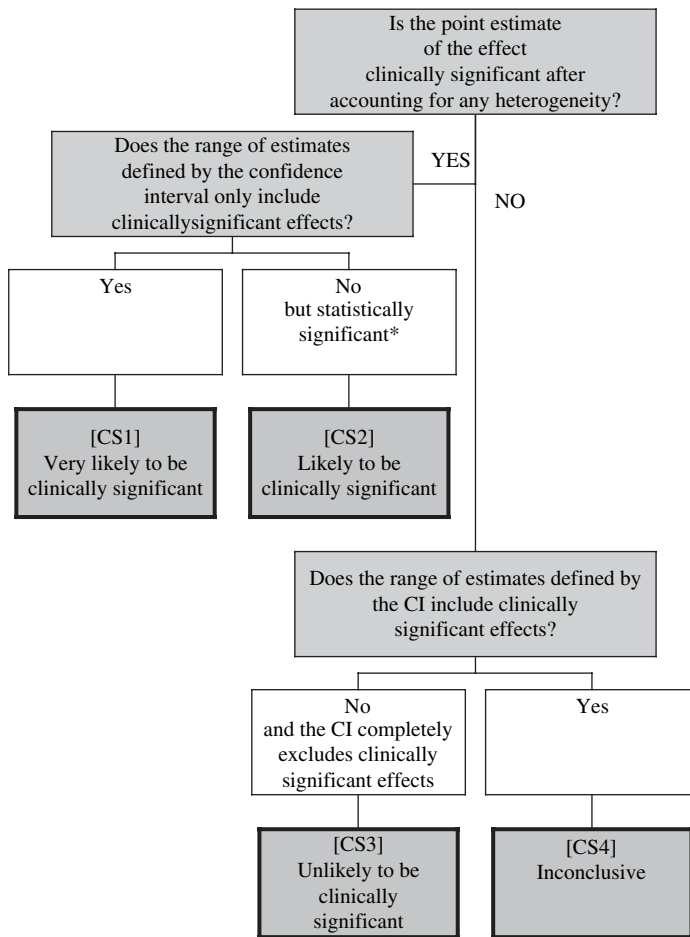 Is the point estimate
of the effect
clinically significant after
accounting for any heterogeneity?
Does the range of estimates
defined by the confidence
interval only include
clinicallysignificant effects?
YES
NO
Yes
No
but statistically
significant*
[CS1]
Very likely to be
clinically significant
[CS2]
Likely to be
clinically significant
Does the range of estimates defined by
the CI include clinically
significant effects?
No
and the CI completely
excludes clinically
significant effects
Yes
[CS3]
Unlikely to be
clinically
significant
[CS4]
Inconclusive